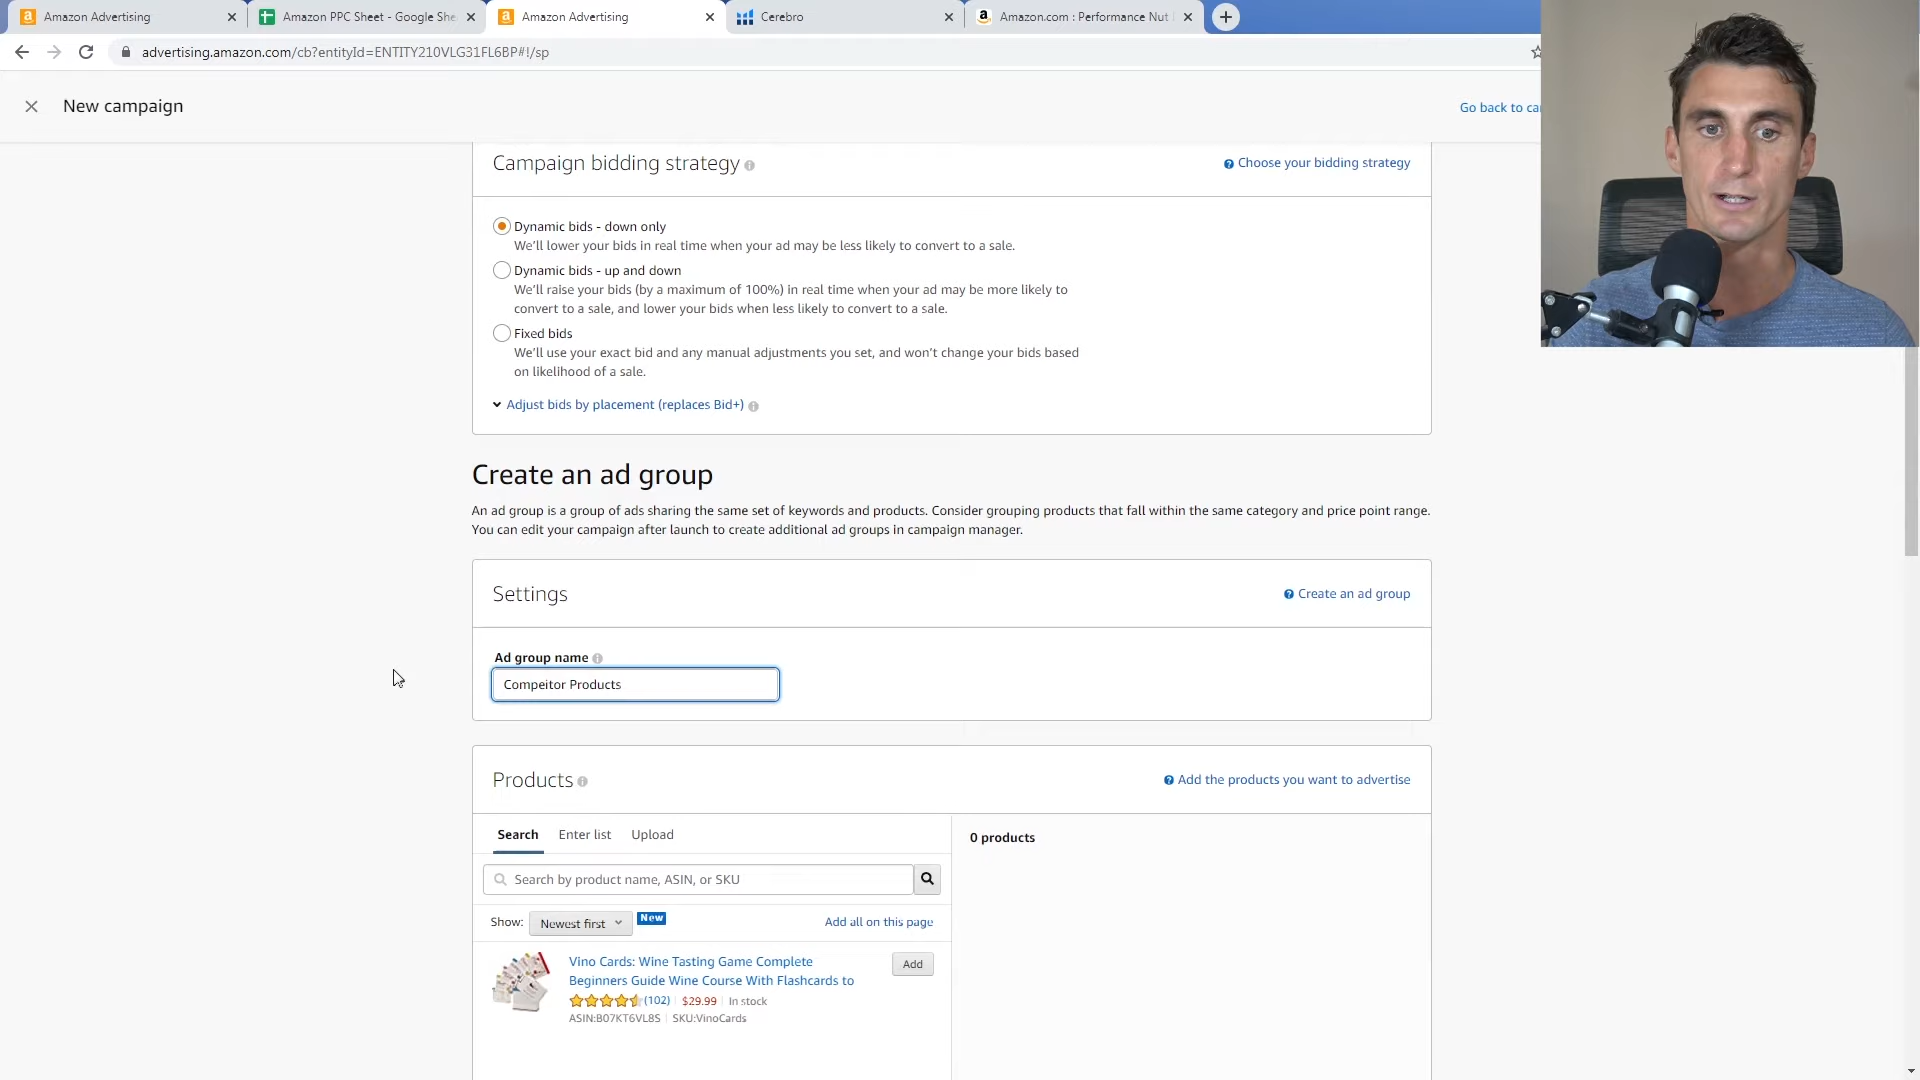 Amazon Advertising
Amazon PPC Sheet - Google She
Amazon Advertising
Cerebro
Amazon.com : Performance Nut
advertising.amazon.com/cb?entityId=ENTITY210VLG31FL6BP#!/sp
New campaign
Go back to ca
Campaign bidding strategy
Choose your bidding strategy
Dynamic bids - down only
We'll lower your bids in real time when your ad may be less likely to convert to a sale.
Dynamic bids - up and down
We'll raise your bids (by a maximum of 100%) in real time when your ad may be more likely to
convert to a sale, and lower your bids when less likely to convert to a sale.
Fixed bids
We'll use your exact bid and any manual adjustments you set, and won't change your bids based
on likelihood of a sale.
Adjust bids by placement (replaces Bid+)
Create an ad group
An ad group is a group of ads sharing the same set of keywords and products. Consider grouping products that fall within the same category and price point range.
You can edit your campaign after launch to create additional ad groups in campaign manager.
Settings
Create an ad group
Ad group name
Compeitor Products
Products
Add the products you want to advertise
Search Enter list Upload
0 products
Search by product name, ASIN, or SKU
Show: Newest first New Add all on this page
Vino Cards: Wine Tasting Game Complete
Beginners Guide Wine Course With Flashcards to
Add
(102) $29.99 In stock
ASIN:B07KT6VL8S SKU:VinoCards